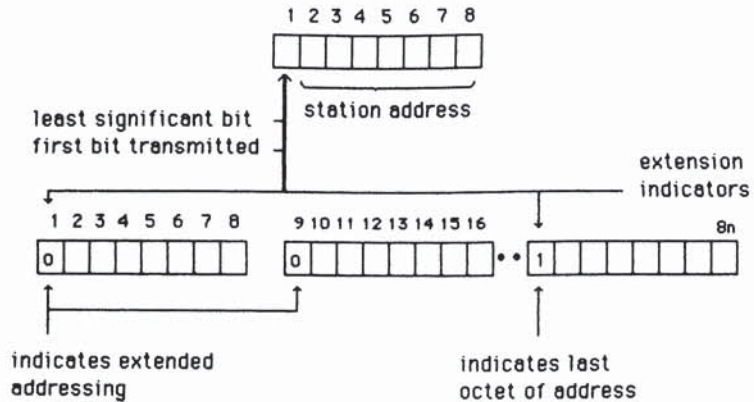 1 2 3 4 5 6 7 8
station address
least significant bit
first bit transmitted
extension
indicators
1 2 3 4 5 6 7 8
9 10 11 12 13 14 15 16
8n
0
0
1
indicates extended
addressing
indicates last
octet of address